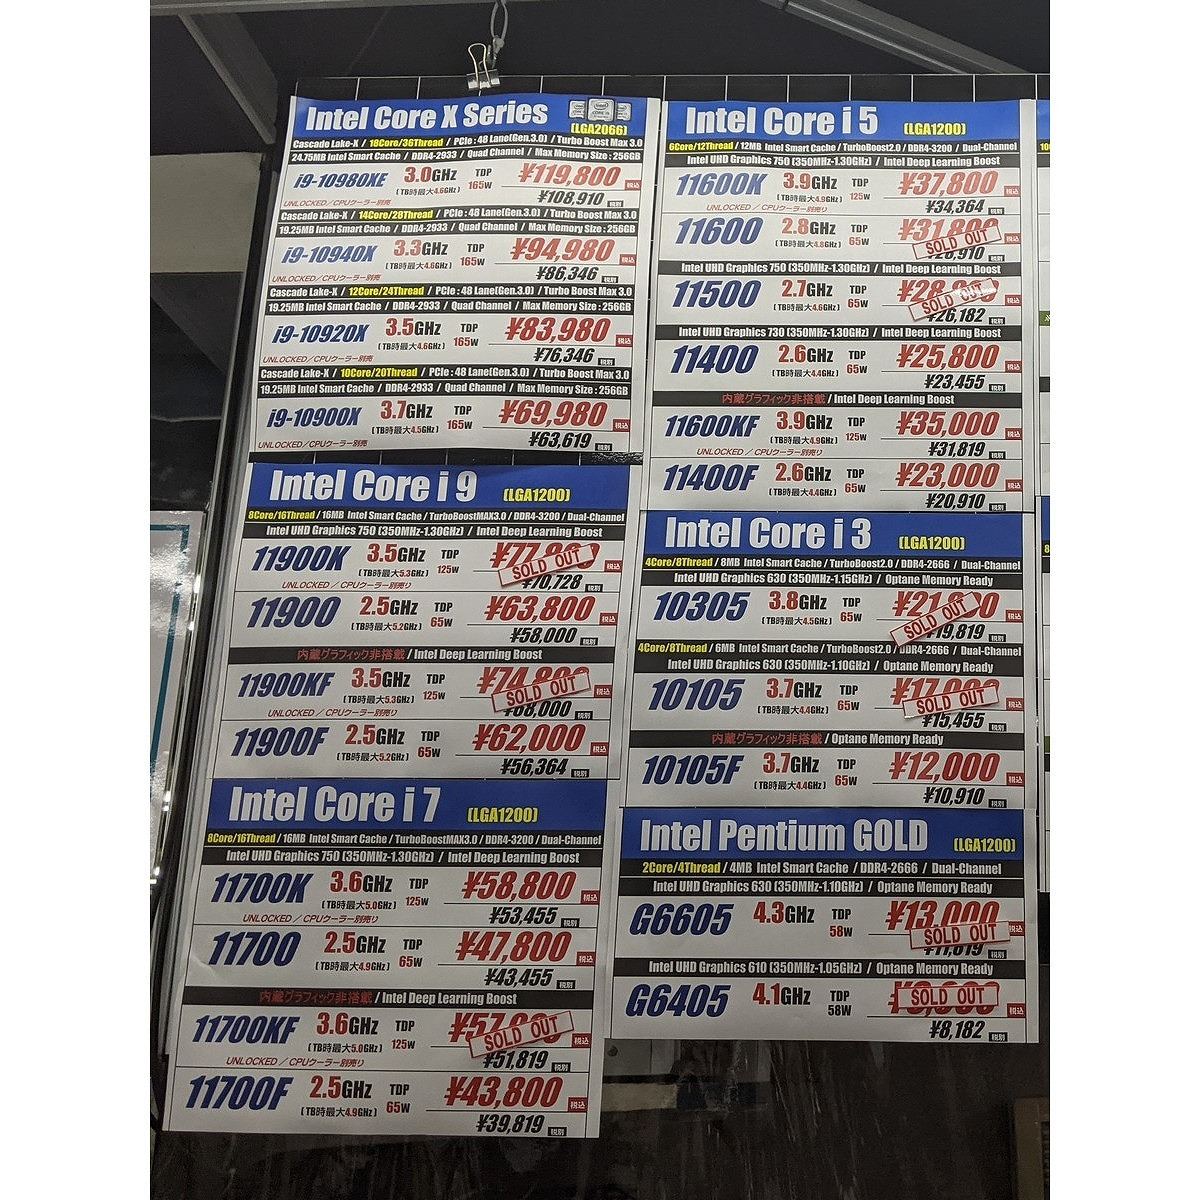 Intel Core X Series
(LGA2066)
Cascade Lake-X / 18Core/36Thread / PCIe : 48 Lane(Gen.3.0) / Turbo Boost Max 3.0
24.75MB Intel Smart Cache / DDR4-2933 / Quad Channel / Max Memory Size : 256GB
i9-10980XE 3.0GHz TDP ¥119,800 税込
(TB時最大4.6GHz) 165W
UNLOCKED/CPUクーラー別売 ¥108,910 税別
Cascade Lake-X / 14Core/28Thread / PCIe : 48 Lane(Gen.3.0) / Turbo Boost Max 3.0
19.25MB Intel Smart Cache / DDR4-2933 / Quad Channel / Max Memory Size : 256GB
i9-10940X 3.3GHz TDP ¥94,980 税込
(TB時最大4.6GHz) 165W
UNLOCKED/CPUクーラー別売 ¥86,346 税別
Cascade Lake-X / 12Core/24Thread / PCIe : 48 Lane(Gen.3.0) / Turbo Boost Max 3.0
19.25MB Intel Smart Cache / DDR4-2933 / Quad Channel / Max Memory Size : 256GB
i9-10920X 3.5GHz TDP ¥83,980 税込
(TB時最大4.6GHz) 165W
UNLOCKED/CPUクーラー別売 ¥76,346 税別
Cascade Lake-X / 10Core/20Thread / PCIe : 48 Lane(Gen.3.0) / Turbo Boost Max 3.0
19.25MB Intel Smart Cache / DDR4-2933 / Quad Channel / Max Memory Size : 256GB
i9-10900X 3.7GHz TDP ¥69,980 税込
(TB時最大4.5GHz) 165W
UNLOCKED/CPUクーラー別売 ¥63,619 税別
Intel Core i 9 (LGA1200)
8Core/16Thread / 16MB Intel Smart Cache / TurboBoostMAX3.0 / DDR4-3200 / Dual-Channel
Intel UHD Graphics 750 (350MHz-1.30GHz) / Intel Deep Learning Boost
11900K 3.5GHz TDP SOLD OUT 税込
(TB時最大5.3GHz) 125W
UNLOCKED / CPUクーラー別売り ¥70,728 税別
11900 2.5GHz TDP ¥63,800 税込
(TB時最大5.2GHz) 65W
¥58,000 税別
内蔵グラフィック非搭載 / Intel Deep Learning Boost
11900KF 3.5GHz TDP SOLD OUT 税込
(TB時最大5.3GHz) 125W
UNLOCKED / CPUクーラー別売り ¥68,000 税別
11900F 2.5GHz TDP ¥62,000 税込
(TB時最大5.2GHz) 65W
¥56,364 税別
Intel Core i 7 (LGA1200)
8Core/16Thread / 16MB Intel Smart Cache / TurboBoostMAX3.0 / DDR4-3200 / Dual-Channel
Intel UHD Graphics 750 (350MHz-1.30GHz) / Intel Deep Learning Boost
11700K 3.6GHz TDP ¥58,800 税込
(TB時最大5.0GHz) 125W
UNLOCKED / CPUクーラー別売り ¥53,455 税別
11700 2.5GHz TDP ¥47,800 税込
(TB時最大4.9GHz) 65W
¥43,455 税別
内蔵グラフィック非搭載 / Intel Deep Learning Boost
11700KF 3.6GHz TDP SOLD OUT 税込
(TB時最大5.0GHz) 125W
UNLOCKED / CPUクーラー別売り ¥51,819 税別
11700F 2.5GHz TDP ¥43,800 税込
(TB時最大4.9GHz) 65W
¥39,819 税別
Intel Core i 5 (LGA1200)
6Core/12Thread / 12MB Intel Smart Cache / TurboBoost2.0 / DDR4-3200 / Dual-Channel
Intel UHD Graphics 750 (350MHz-1.30GHz) / Intel Deep Learning Boost
11600K 3.9GHz TDP ¥37,800 税込
(TB時最大4.9GHz) 125W
UNLOCKED / CPUクーラー別売り ¥34,364 税別
11600 2.8GHz TDP ¥31,800 税込
(TB時最大4.8GHz) 65W SOLD OUT
税別
Intel UHD Graphics 750 (350MHz-1.30GHz) / Intel Deep Learning Boost
11500 2.7GHz TDP SOLD OUT 税込
(TB時最大4.6GHz) 65W
¥26,182 税別
Intel UHD Graphics 730 (350MHz-1.30GHz) / Intel Deep Learning Boost
11400 2.6GHz TDP ¥25,800 税込
(TB時最大4.4GHz) 65W
¥23,455 税別
内蔵グラフィック非搭載 / Intel Deep Learning Boost
11600KF 3.9GHz TDP ¥35,000 税込
(TB時最大4.9GHz) 125W
UNLOCKED / CPUクーラー別売り ¥31,819 税別
11400F 2.6GHz TDP ¥23,000 税込
(TB時最大4.4GHz) 65W
¥20,910 税別
Intel Core i 3 (LGA1200)
4Core/8Thread / 8MB Intel Smart Cache / TurboBoost2.0 / DDR4-2666 / Dual-Channel
Intel UHD Graphics 630 (350MHz-1.15GHz) / Optane Memory Ready
10305 3.8GHz TDP SOLD OUT 税込
(TB時最大4.5GHz) 65W
¥19,819 税別
4Core/8Thread / 6MB Intel Smart Cache / TurboBoost2.0 / DDR4-2666 / Dual-Channel
Intel UHD Graphics 630 (350MHz-1.10GHz) / Optane Memory Ready
10105 3.7GHz TDP SOLD OUT 税込
(TB時最大4.4GHz) 65W
¥15,455 税別
内蔵グラフィック非搭載 / Optane Memory Ready
10105F 3.7GHz TDP ¥12,000 税込
(TB時最大4.4GHz) 65W
¥10,910 税別
Intel Pentium GOLD (LGA1200)
2Core/4Thread / 4MB Intel Smart Cache / DDR4-2666 / Dual-Channel
Intel UHD Graphics 630 (350MHz-1.10GHz) / Optane Memory Ready
G6605 4.3GHz TDP ¥13,000 税込
58W SOLD OUT
税別
Intel UHD Graphics 610 (350MHz-1.05GHz) / Optane Memory Ready
G6405 4.1GHz TDP SOLD OUT 税込
58W
¥8,182 税別